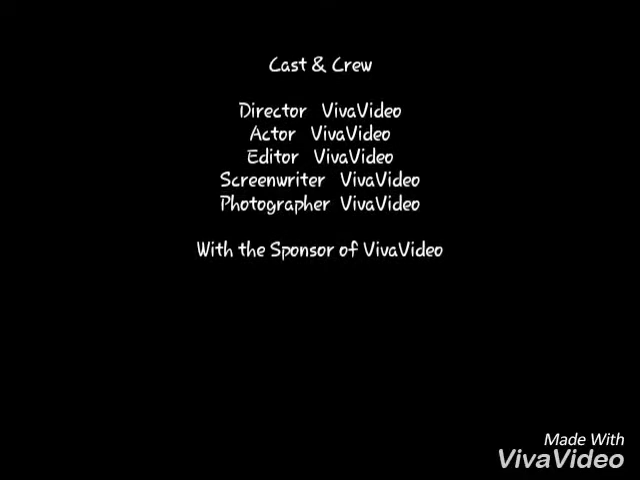 Cast & Crew
Director VivaVideo
Actor VivaVideo
Editor VivaVideo
Screenwriter VivaVideo
Photographer VivaVideo
With the Sponsor of VivaVideo
Made With
VivaVideo